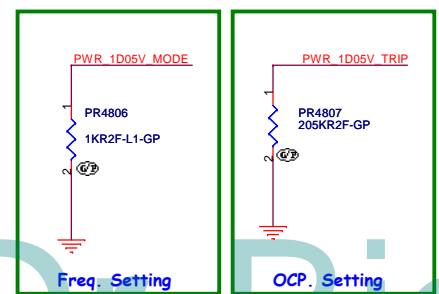 PWR_1D05V_MODE
1
PR4806
1KR2F-L1-GP
2
G/P
Freq. Setting
PWR_1D05V_TRIP
1
PR4807
205KR2F-GP
2
G/P
OCP. Setting